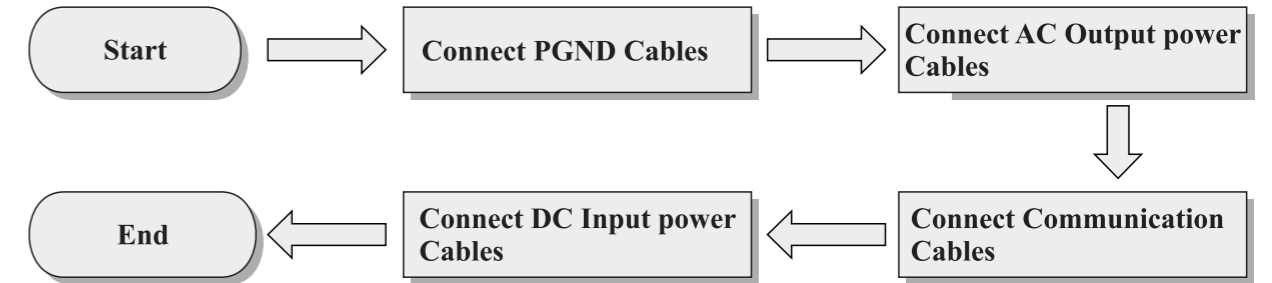 Start
Connect PGND Cables
Connect AC Output power
Cables
Connect Communication
Cables
Connect DC Input power
Cables
End